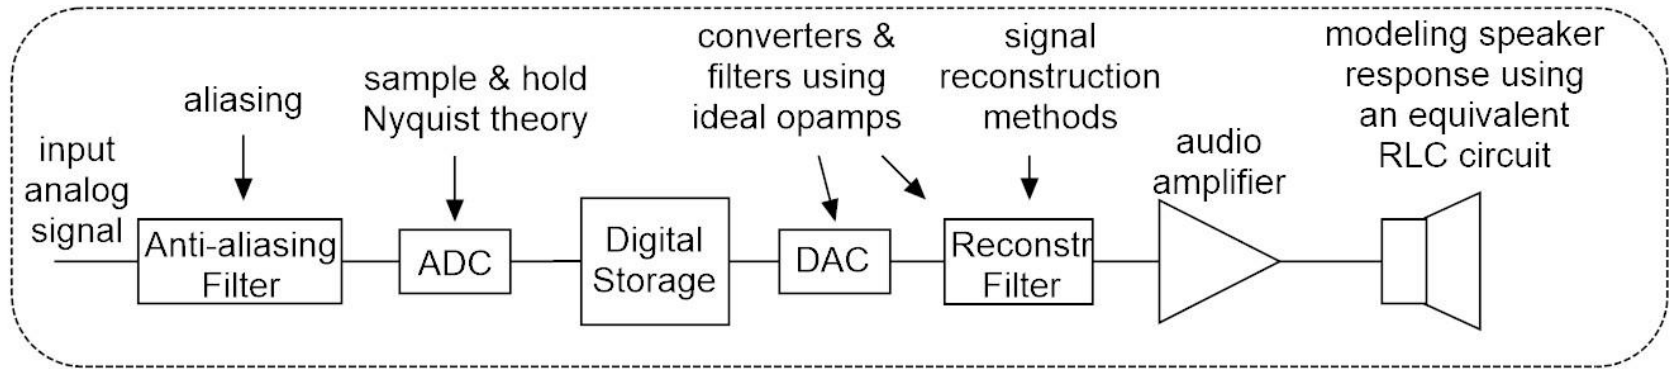 input
analog
signal
aliasing
Anti-aliasing
Filter
sample & hold
Nyquist theory
ADC
Digital
Storage
converters &
filters using
ideal opamps
DAC
signal
reconstruction
methods
Reconstr
Filter
audio
amplifier
modeling speaker
response using
an equivalent
RLC circuit